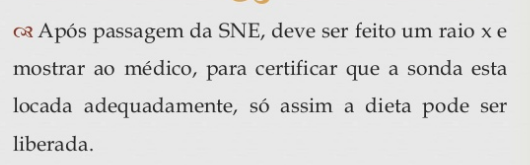 Após passagem da SNE, deve ser feito um raio x e
mostrar ao médico, para certificar que a sonda esta
locada adequadamente, só assim a dieta pode ser
liberada.